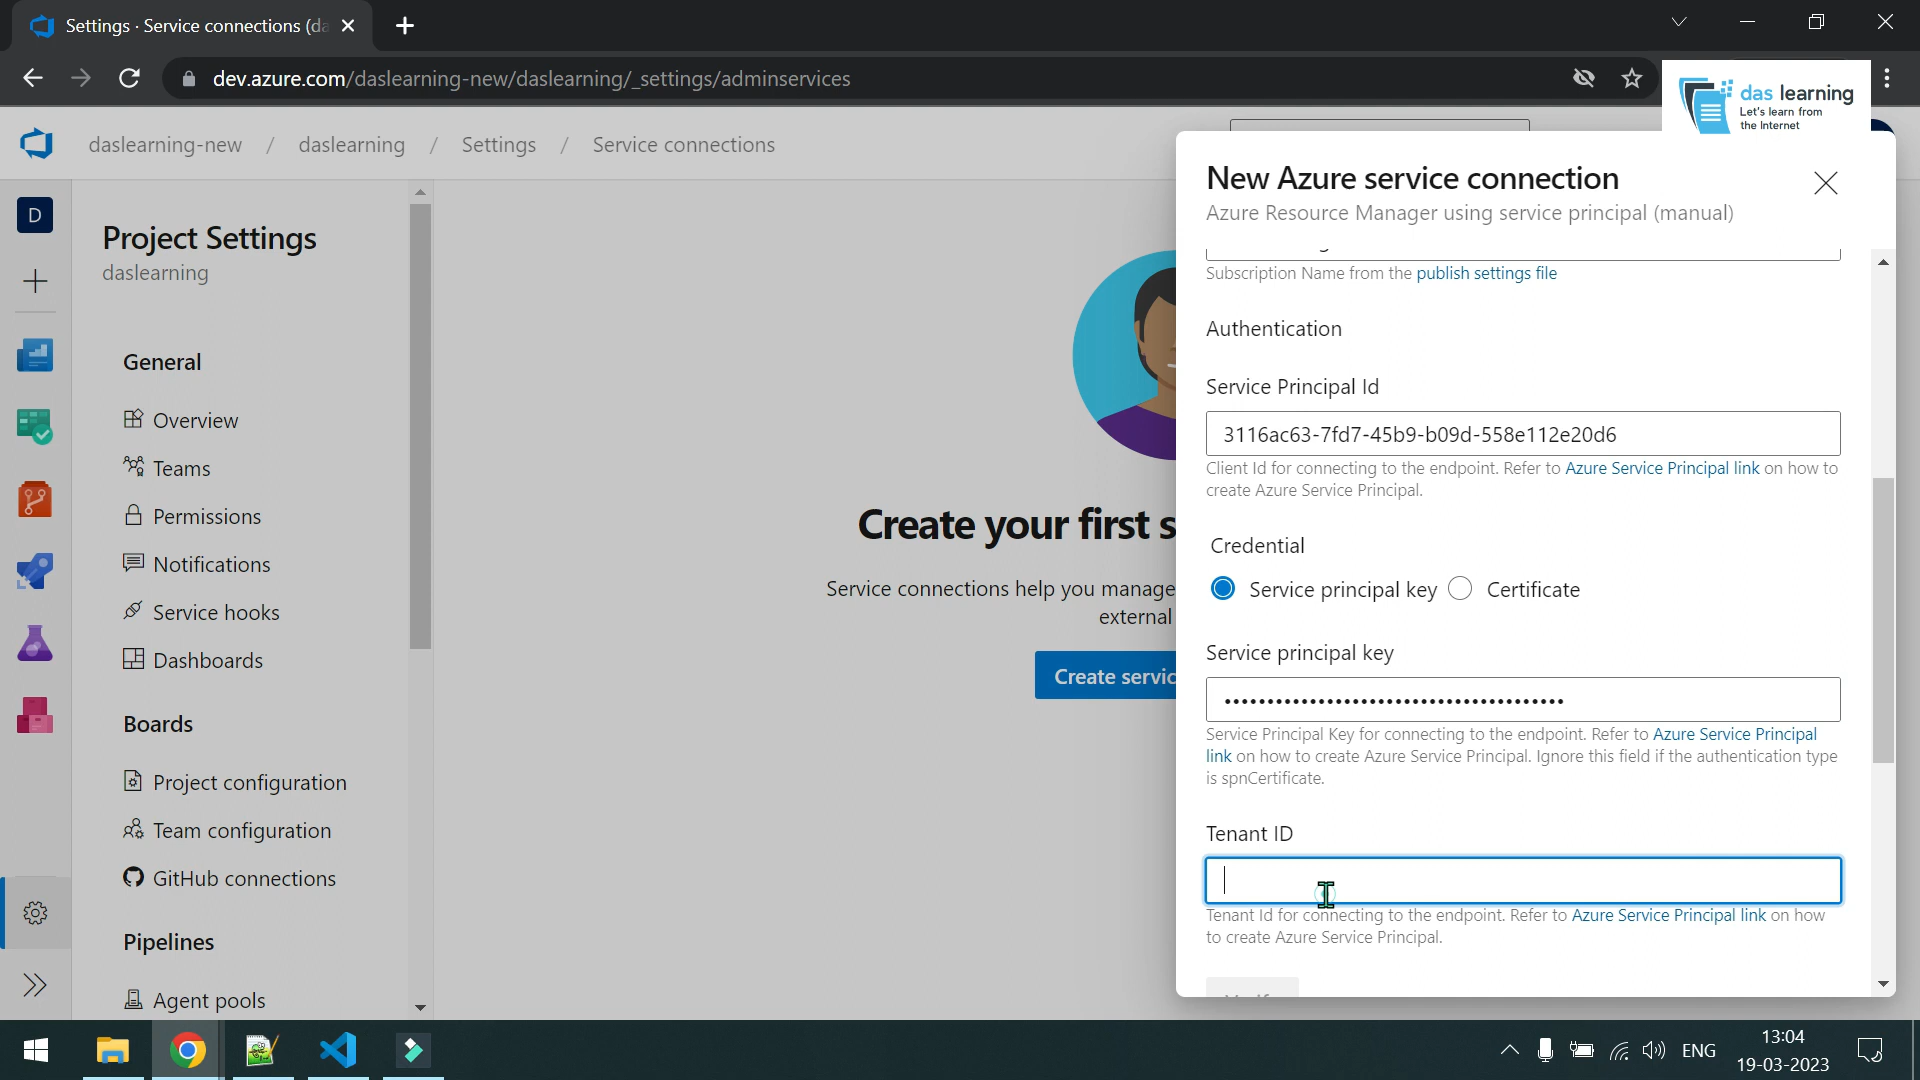 Settings · Service connections (da
dev.azure.com/daslearning-new/daslearning/_settings/adminservices
das learning
Let's learn from
the Internet
daslearning-new / daslearning / Settings / Service connections
D
Project Settings
daslearning
General
Overview
Teams
Permissions
Notifications
Service hooks
Dashboards
Boards
Project configuration
Team configuration
GitHub connections
Pipelines
Agent pools
Create your first s
Service connections help you manage
external
Create servic
New Azure service connection
Azure Resource Manager using service principal (manual)
Subscription Name from the publish settings file
Authentication
Service Principal Id
3116ac63-7fd7-45b9-b09d-558e112e20d6
Client Id for connecting to the endpoint. Refer to Azure Service Principal link on how to
create Azure Service Principal.
Credential
Service principal key
Certificate
Service principal key
••••••••••••••••••••••••••••••••••••••••
Service Principal Key for connecting to the endpoint. Refer to Azure Service Principal
link on how to create Azure Service Principal. Ignore this field if the authentication type
is spnCertificate.
Tenant ID
Tenant Id for connecting to the endpoint. Refer to Azure Service Principal link on how
to create Azure Service Principal.
ENG
13:04
19-03-2023